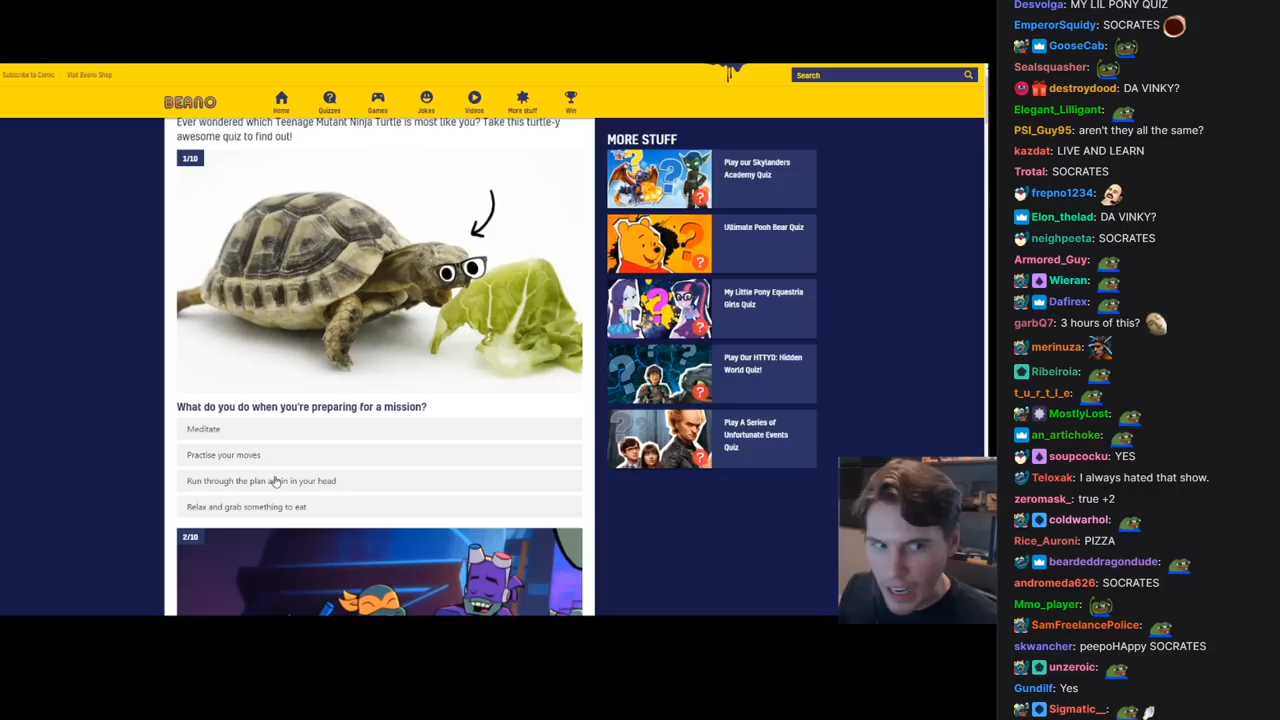 Subscribe to Comic
Visit Beano Shop
Search
BEANO
Home
Quizzes
Games
Jokes
Videos
More stuff
Win
Ever wondered which Teenage Mutant Ninja Turtle is most like you? Take this turtle-y
awesome quiz to find out!
1/10
What do you do when you're preparing for a mission?
Meditate
Practise your moves
Run through the plan again in your head
Relax and grab something to eat
2/10
MORE STUFF
Play our Skylanders
Academy Quiz
Ultimate Pooh Bear Quiz
My Little Pony Equestria
Girls Quiz
Play Our HTTYD: Hidden
World Quiz!
Play A Series of
Unfortunate Events
Quiz
Desvolga: MY LIL PONY QUIZ
EmperorSquidy: SOCRATES
GooseCab:
Sealsquasher:
destroydood: DA VINKY?
Elegant_Lilligant:
PSI_Guy95: aren't they all the same?
kazdat: LIVE AND LEARN
Trotal: SOCRATES
frepno1234:
Elon_thelad: DA VINKY?
neighpeeta: SOCRATES
Armored_Guy:
Wieran:
Dafirex:
garbQ7: 3 hours of this?
merinuza:
Ribeiroia:
t_u_r_t_l_e:
MostlyLost:
an_artichoke:
soupcocku: YES
Teloxak: I always hated that show.
zeromask_: true +2
coldwarhol:
Rice_Auroni: PIZZA
beardeddragondude:
andromeda626: SOCRATES
Mmo_player:
SamFreelancePolice:
skwancher: peepoHAppy SOCRATES
unzeroic:
Gundilf: Yes
Sigmatic__: